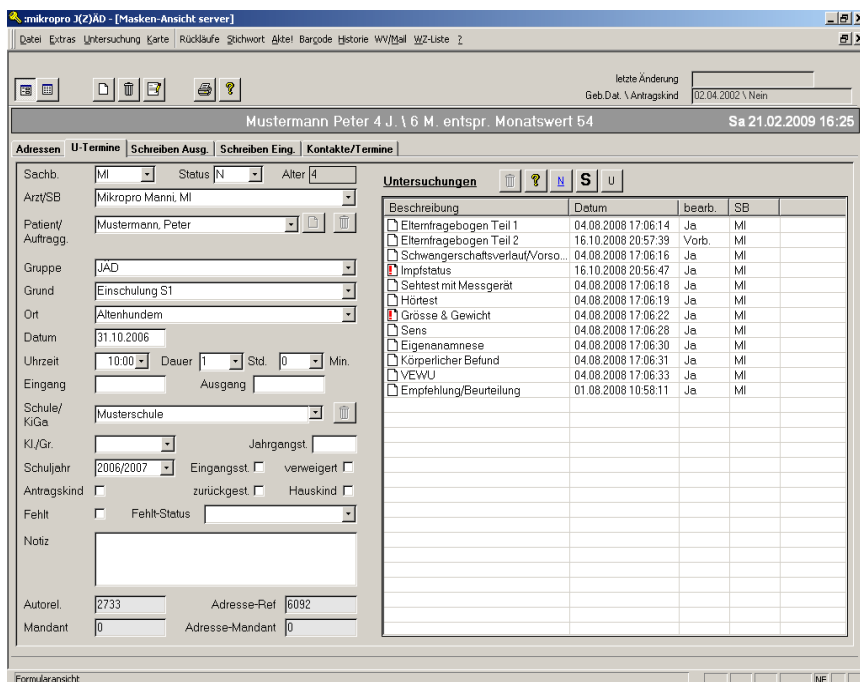 :mikropro J(Z)ÄD - [Masken-Ansicht server]
Datei Extras Untersuchung Karte Rückläufe Stichwort Akte! Barcode Historie WV/Mail WZ-Liste ?
letzte Änderung
Geb.Dat. \ Antragskind 02.04.2002 \ Nein
Mustermann Peter 4 J. \ 6 M. entspr. Monatswert 54 Sa 21.02.2009 16:25
Adressen U-Termine Schreiben Ausg. Schreiben Eing. Kontakte/Termine
Sachb. MI Status N Alter 4
Arzt/SB Mikropro Manni, MI
Patient/ Mustermann, Peter
Auftragg.
Gruppe JÄD
Grund Einschulung S1
Ort Altenhundem
Datum 31.10.2006
Uhrzeit 10:00 Dauer 1 Std. 0 Min.
Eingang Ausgang
Schule/ Musterschule
KiGa
Kl./Gr. Jahrgangst.
Schuljahr 2006/2007 Eingangsst. verweigert
Antragskind zurückgest. Hauskind
Fehlt Fehlt-Status
Notiz
Autorel. 2733 Adresse-Ref 6092
Mandant 0 Adresse-Mandant 0
Untersuchungen ? N S U
Beschreibung Datum bearb. SB
Elternfragebogen Teil 1 04.08.2008 17:06:14 Ja MI
Elternfragebogen Teil 2 16.10.2008 20:57:39 Vorb. MI
Schwangerschaftsverlauf/Vorso... 04.08.2008 17:06:16 Ja MI
Impfstatus 16.10.2008 20:56:47 Ja MI
Sehtest mit Messgerät 04.08.2008 17:06:18 Ja MI
Hörtest 04.08.2008 17:06:19 Ja MI
Grösse & Gewicht 04.08.2008 17:06:22 Ja MI
Sens 04.08.2008 17:06:28 Ja MI
Eigenanamnese 04.08.2008 17:06:30 Ja MI
Körperlicher Befund 04.08.2008 17:06:31 Ja MI
VEWU 04.08.2008 17:06:33 Ja MI
Empfehlung/Beurteilung 01.08.2008 10:58:11 Ja MI
Formularansicht NF